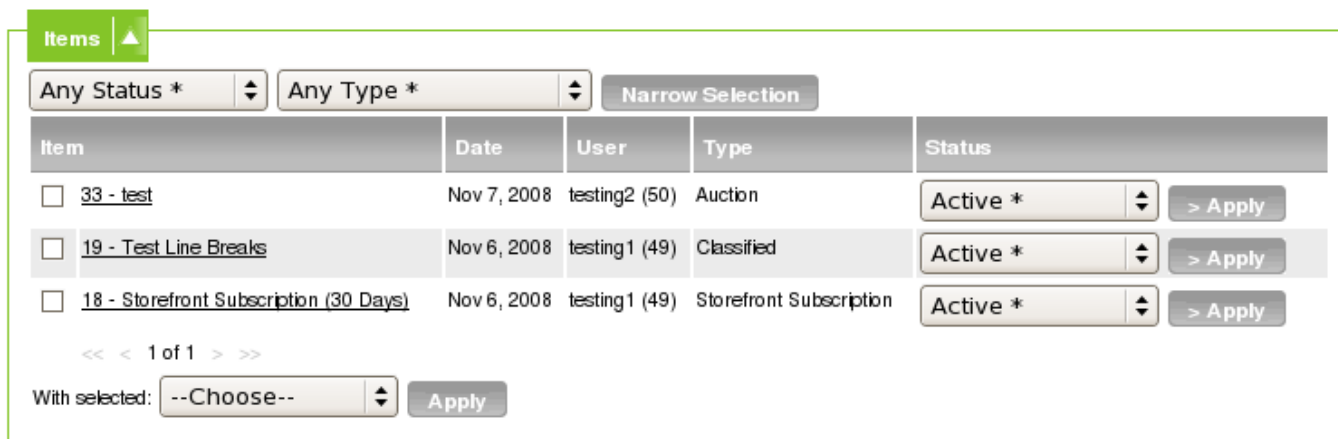 Items
Any Status * Any Type * Narrow Selection
Item Date User Type Status
33 - test Nov 7, 2008 testing2 (50) Auction Active * > Apply
19 - Test Line Breaks Nov 6, 2008 testing1 (49) Classified Active * > Apply
18 - Storefront Subscription (30 Days) Nov 6, 2008 testing1 (49) Storefront Subscription Active * > Apply
<< < 1 of 1 > >>
With selected: --Choose-- Apply